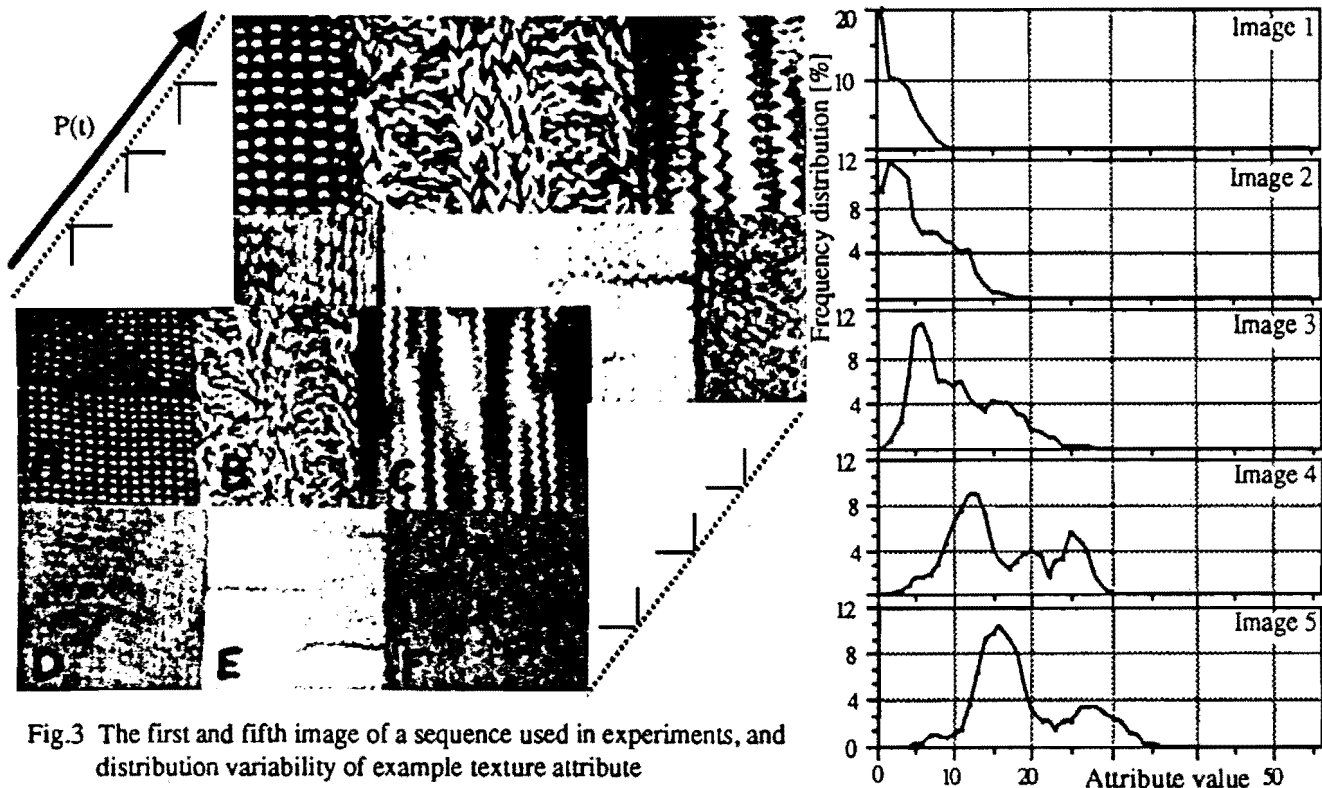 P(t)
A B C
D E F
Fig.3 The first and fifth image of a sequence used in experiments, and
distribution variability of example texture attribute
Frequency distribution [%]
20
10
Image 1
12
8
4
Image 2
12
8
4
Image 3
12
8
4
Image 4
12
8
4
0
Image 5
0 10 20 Attribute value 50